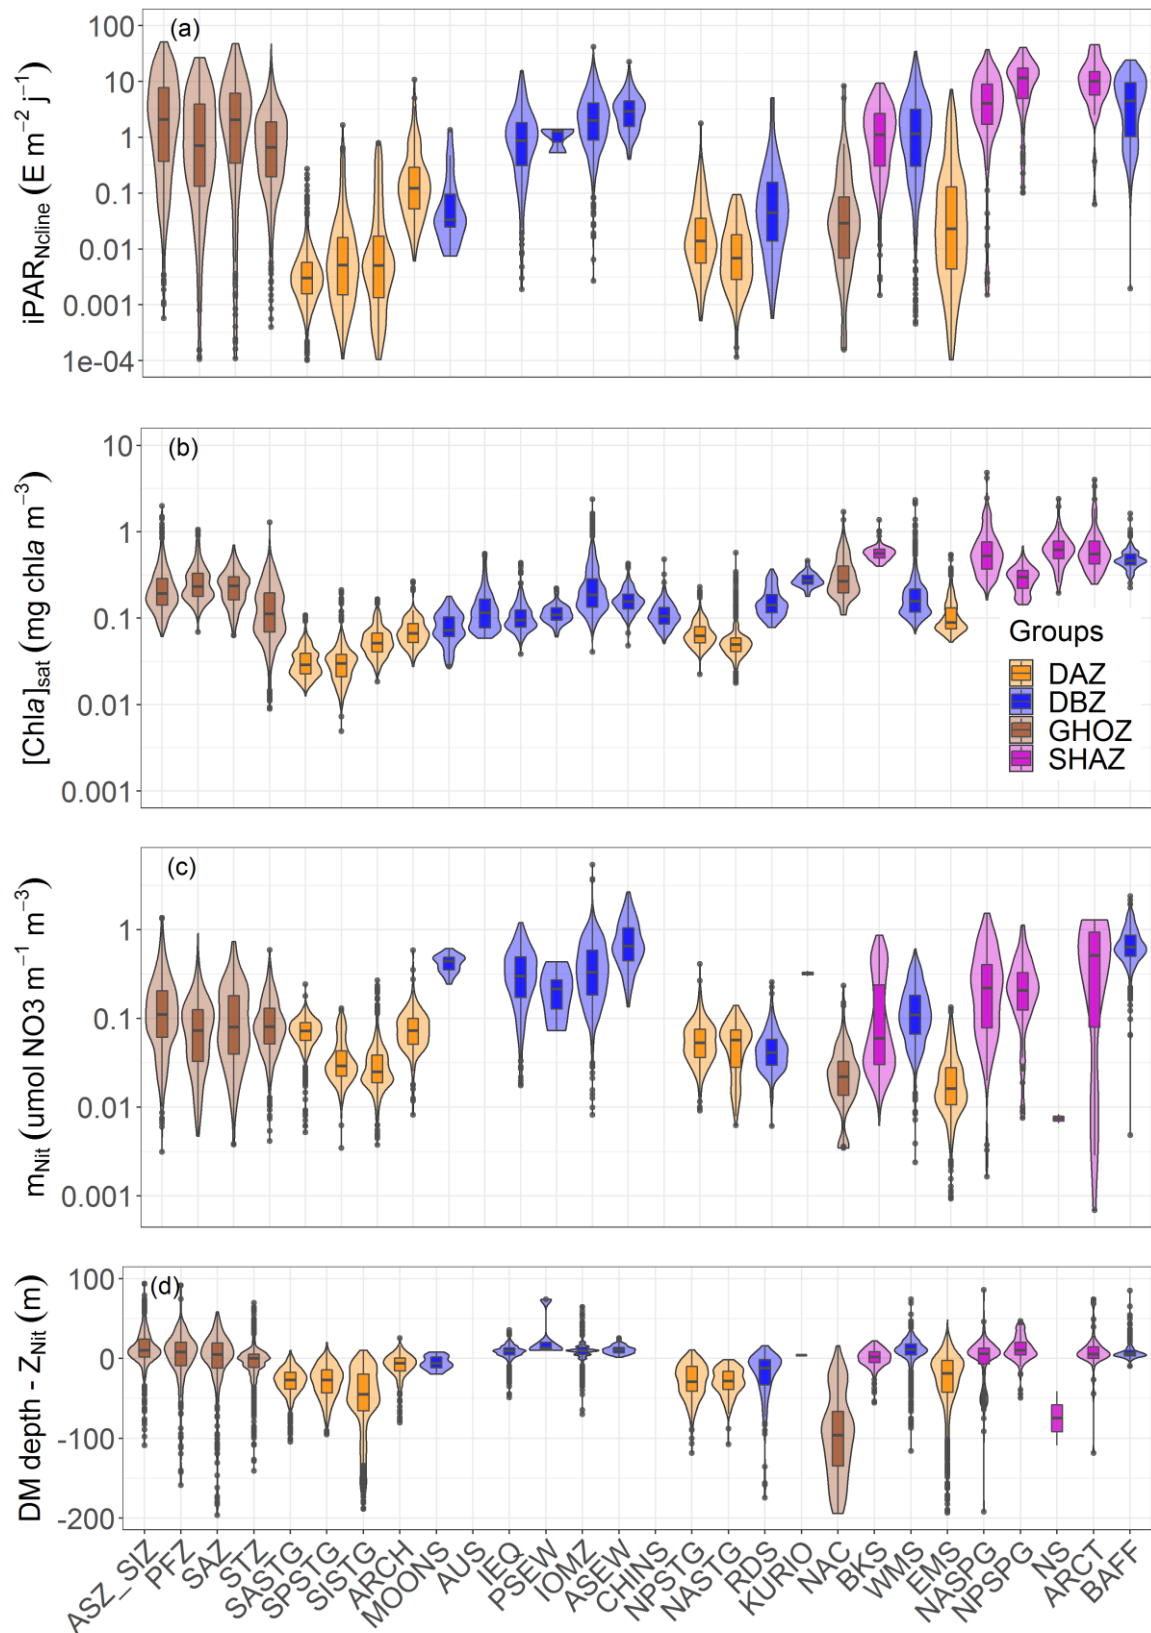 (a)
iPAR_Ncline (E m⁻² j⁻¹)
100
10
1
0.1
0.01
0.001
1e-04
(b)
[Chla]sat (mg chla m⁻³)
10
1
0.1
0.01
0.001
Groups
DAZ
DBZ
GHOZ
SHAZ
(c)
m_Nit (umol NO3 m⁻¹ m⁻³)
1
0.1
0.01
0.001
(d)
DM depth - Z_Nit (m)
100
0
-100
-200
ASZ_SIZ
PFZ
SAZ
STZ
SASTG
SPSTG
SISTG
ARCH
MOONS
AUS
IEQ
PSEW
IOMZ
ASEW
CHINS
NPSTG
NASTG
RDS
KURIO
NAC
BKS
WMS
EMS
NASPG
NPSPG
NS
ARCT
BAFF